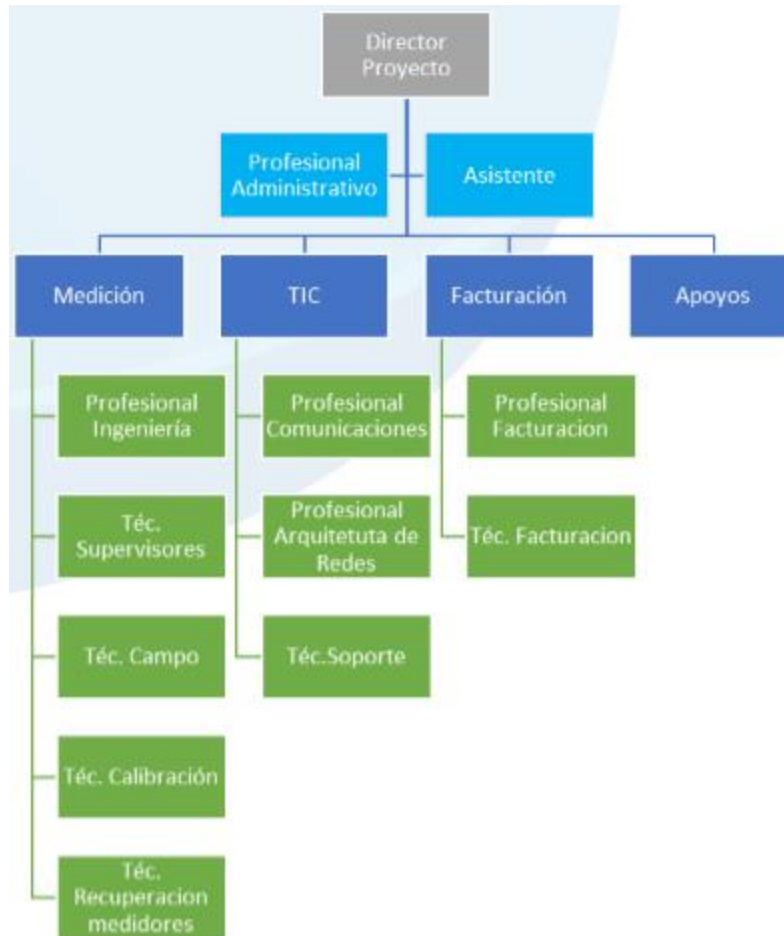 Director
Proyecto
Profesional
Administrativo
Asistente
Medición
TIC
Facturación
Apoyos
Profesional
Ingeniería
Profesional
Comunicaciones
Profesional
Facturacion
Téc.
Supervisores
Profesional
Arquitetuta de
Redes
Téc. Facturacion
Téc. Campo
Téc.Soporte
Téc. Calibración
Téc.
Recuperacion
medidores